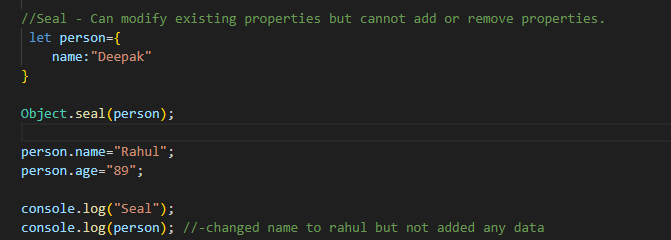 //Seal - Can modify existing properties but cannot add or remove properties.
let person={
name:"Deepak"
}
Object.seal(person);
person.name="Rahul";
person.age="89";
console.log("Seal");
console.log(person); //-changed name to rahul but not added any data